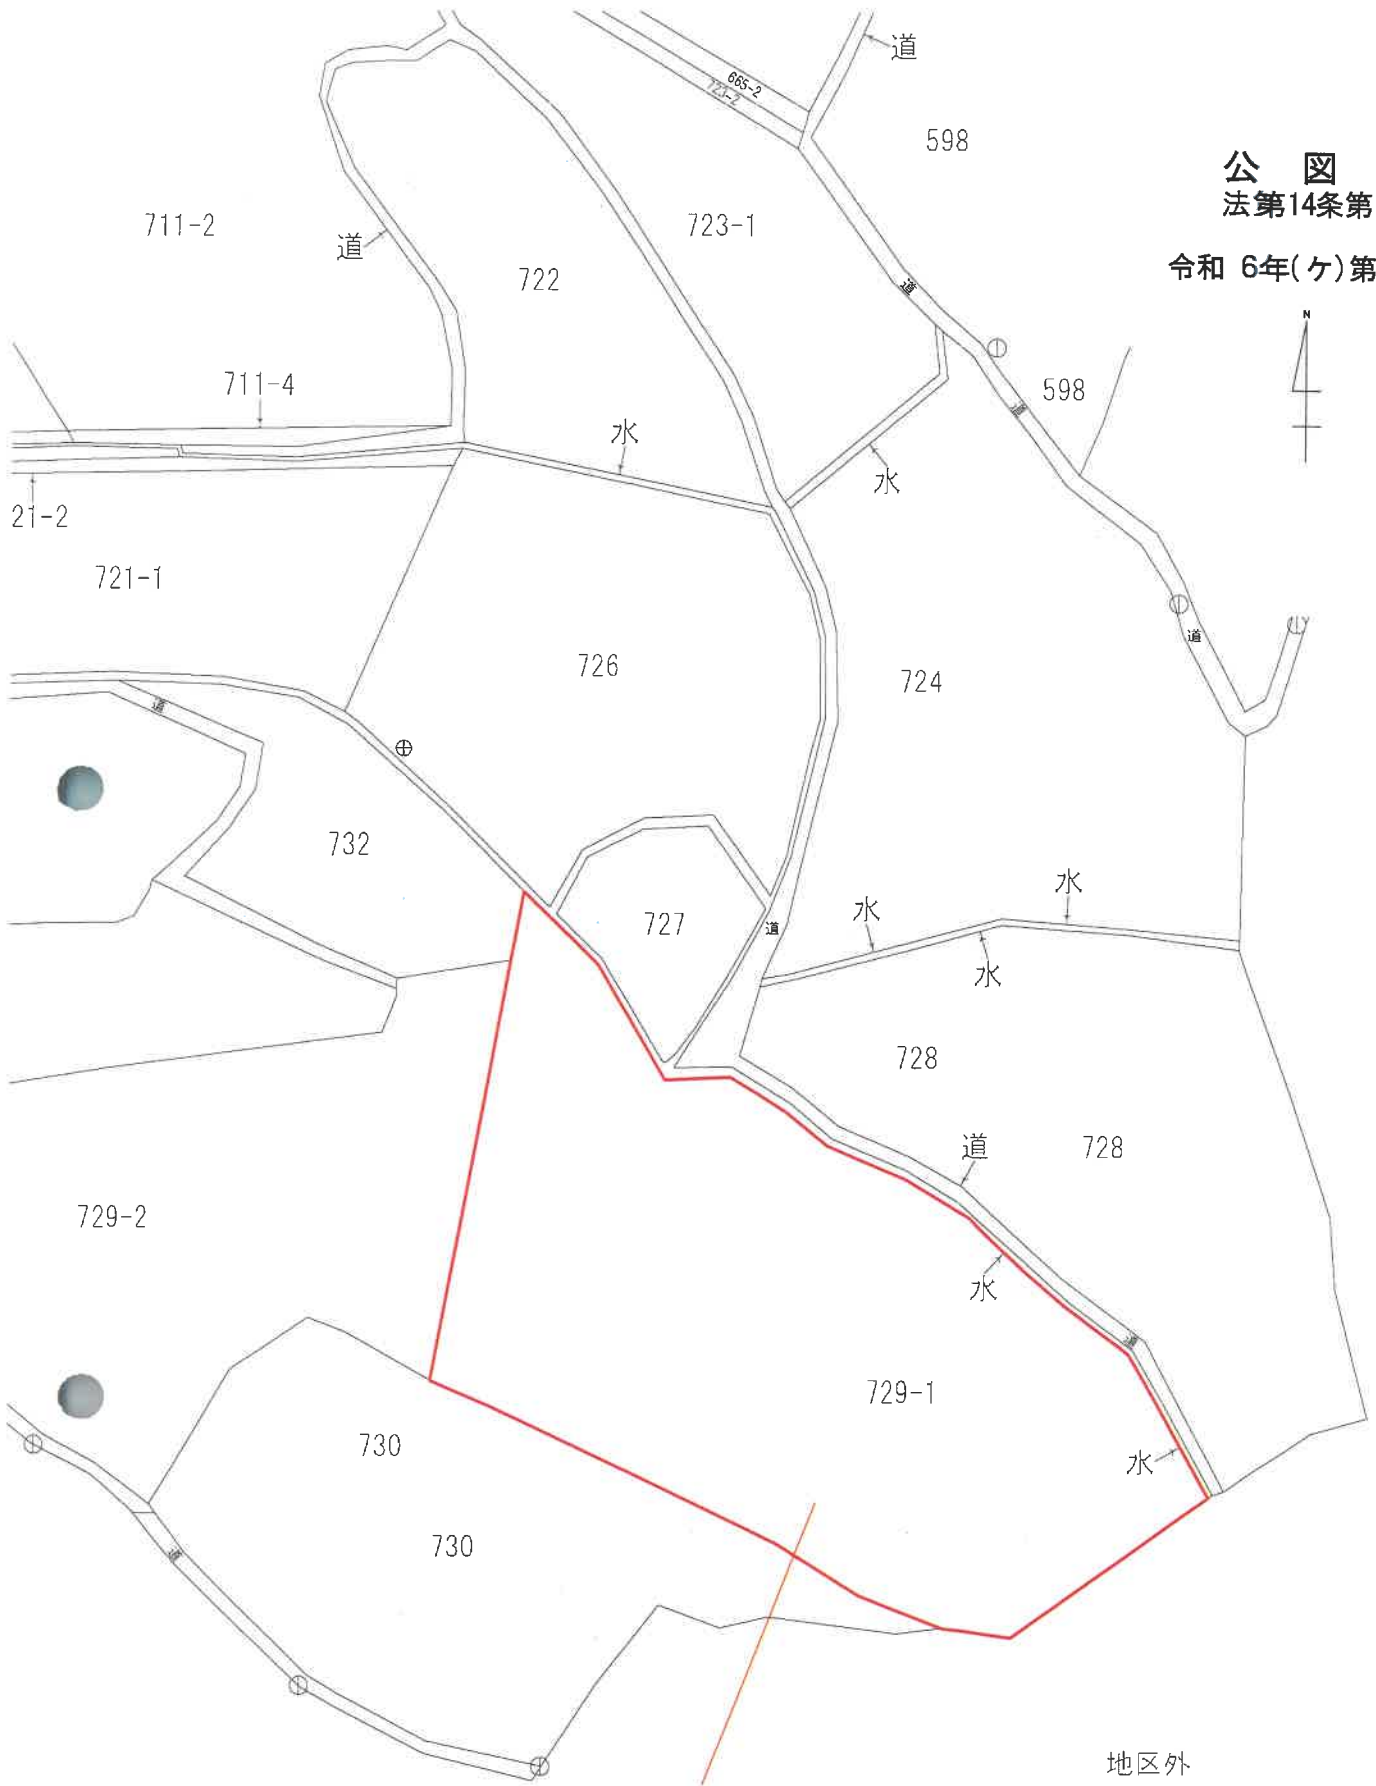 道
665-2
723-2
598
公 図
法第14条第
711-2
723-1
道
令和 6年(ケ)第
722
道
N
711-4
598
道
水
水
21-2
721-1
道
726
724
道
732
水
水
727
道
水
728
道
728
729-2
水
道
729-1
730
水
730
道
地区外